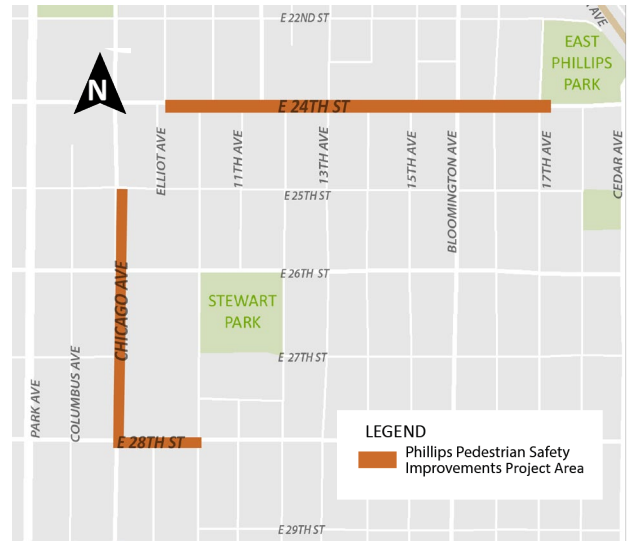 E 22ND ST
AVE
EAST
PHILLIPS
PARK
N
E 24TH ST
ELLIOT AVE
11TH AVE
13TH AVE
15TH AVE
BLOOMINGTON AVE
17TH AVE
CEDAR AVE
E 25TH ST
CHICAGO AVE
E 26TH ST
STEWART
PARK
E 27TH ST
PARK AVE
COLUMBUS AVE
E 28TH ST
LEGEND
Phillips Pedestrian Safety
Improvements Project Area
E 29TH ST